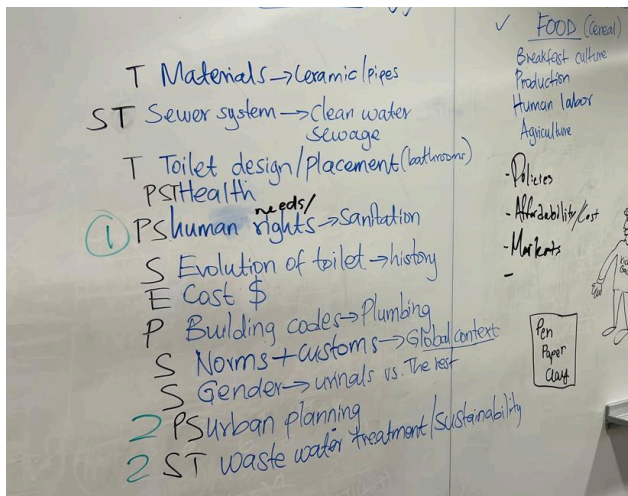 T Materials → Ceramic/pipes
ST Sewer system → Clean water
sewage
T Toilet design/placement (bathrooms)
PST Health
needs/
1 PS human rights → sanitation
S Evolution of toilet → history
E Cost $
P Building codes → Plumbing
S Norms + customs → Global context
S Gender → urinals vs. The rest
2 PS urban planning
2 ST waste water treatment/sustainability
✓ FOOD (cereal)
Breakfast culture
Production
Human labor
Agriculture
- Policies
- Affordability/Cost
- Markets
-
Pen
Paper
Clay